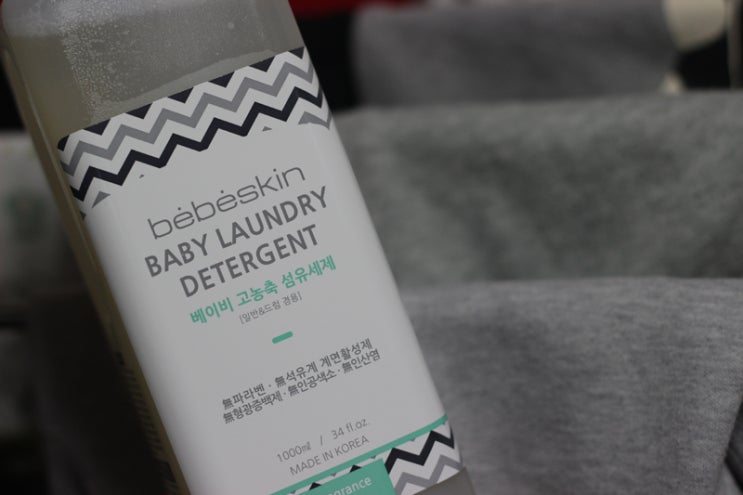 bėbėskin
BABY LAUNDRY
DETERGENT
베이비 고농축 섬유세제
[일반&드럼 겸용]
無파라벤 · 無석유계 계면활성제
無형광증백제 · 無인공색소 · 無인산염
1000㎖ / 34 fl.oz.
MADE IN KOREA